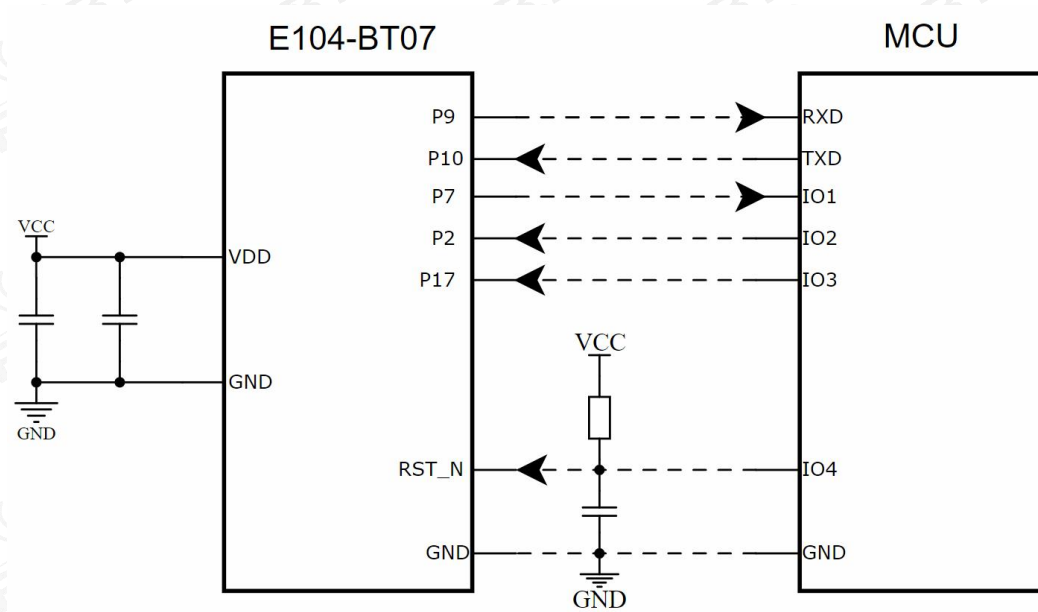 E104-BT07 MCU
P9 RXD
P10 TXD
P7 IO1
P2 IO2
VCC
P17 IO3
VDD
VCC
GND
GND
RST_N IO4
GND GND
GND